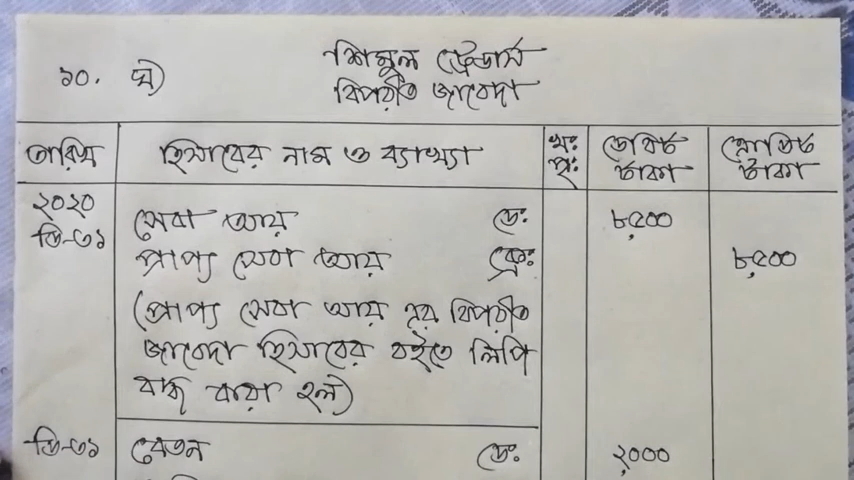 ১০. ঘ)
শিমুল ট্রেডার্স
বিপরীত জাবেদা
তারিখ হিসাবের নাম ও ব্যাখ্যা খঃ পৃঃ ডেবিট টাকা ক্রেডিট টাকা
২০২০
ডি-৩১ সেবা আয় ডেঃ ৮,৫০০
প্রাপ্য সেবা আয় ক্রেঃ ৮,৫০০
(প্রাপ্য সেবা আয় এর বিপরীত
জাবেদা হিসাবের বইতে লিপি
বদ্ধ করা হল)
ডি-৩১ বেতন ডেঃ ২,০০০